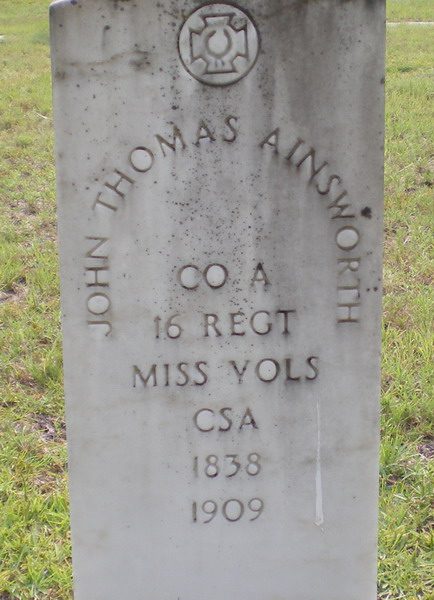 JOHN THOMAS AINSWORTH
CO A
16 REGT
MISS VOLS
CSA
1838
1909